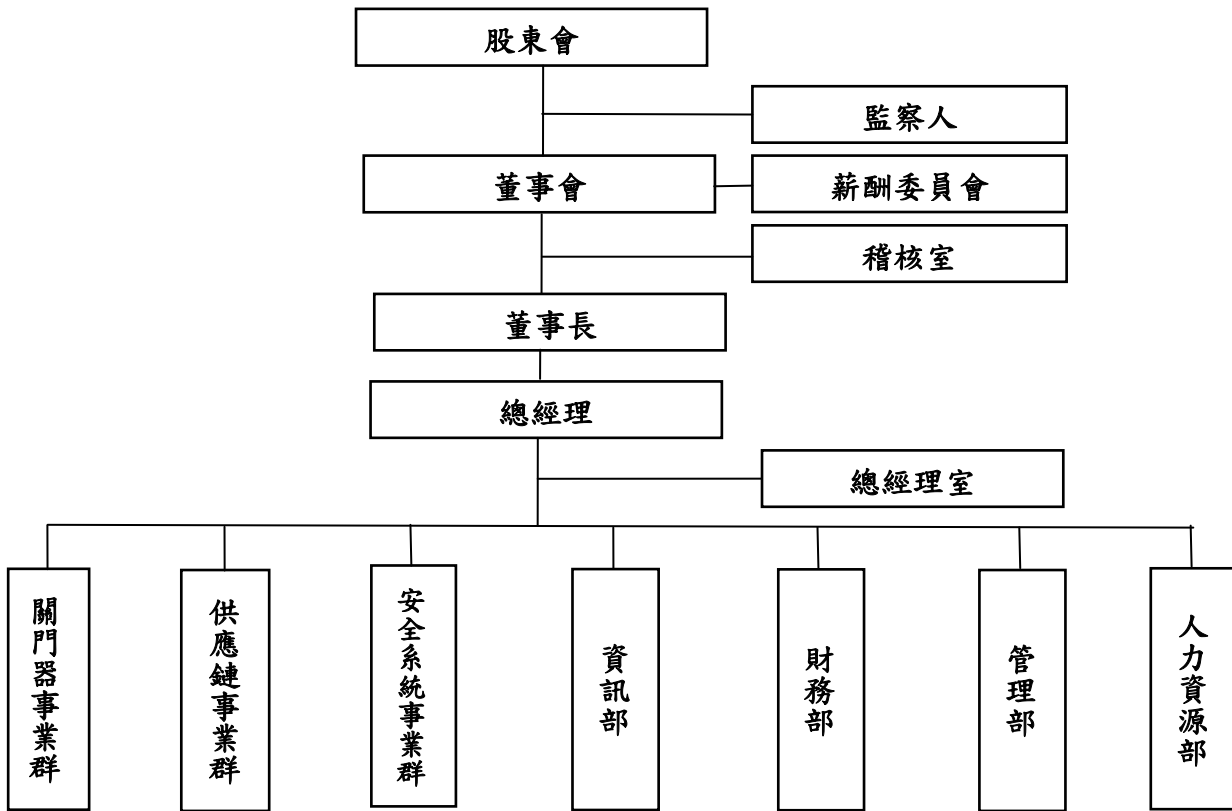 股東會
監察人
董事會
薪酬委員會
稽核室
董事長
總經理
總經理室
關門器事業群
供應鏈事業群
安全系統事業群
資訊部
財務部
管理部
人力資源部